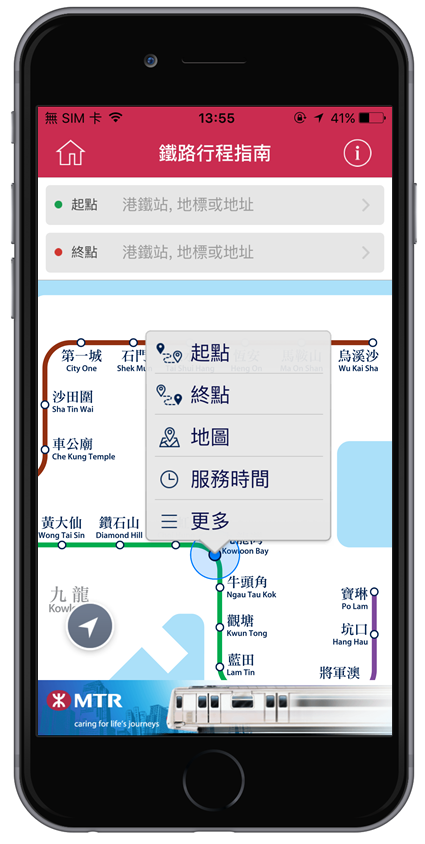 無 SIM 卡 13:55 41%
鐵路行程指南
起點 港鐵站, 地標或地址
終點 港鐵站, 地標或地址
第一城
City One
石門
烏溪沙
Wu Kai Sha
沙田圍
Sha Tin Wai
車公廟
Che Kung Temple
起點
終點
地圖
服務時間
更多
黃大仙
Wong Tai Sin
鑽石山
Diamond Hill
Kowloon Bay
九龍
牛頭角
Ngau Tau Kok
觀塘
Kwun Tong
藍田
Lam Tin
寶琳
Po Lam
坑口
Hang Hau
將軍澳
MTR
caring for life's journeys